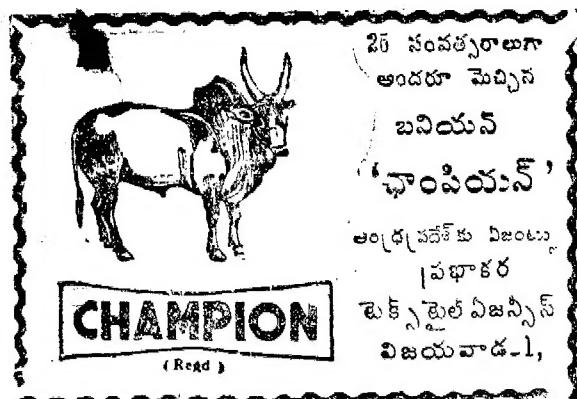 25 సంవత్సరాలుగా
అందరూ మెచ్చిన
బనియన్
'ఛాంపియన్'
ఆంధ్రప్రదేశ్ కు ఏజంట్లు
ప్రభాకర
టెక్స్ టైల్ ఏజన్సీస్
విజయవాడ-1,
CHAMPION
(Regd)